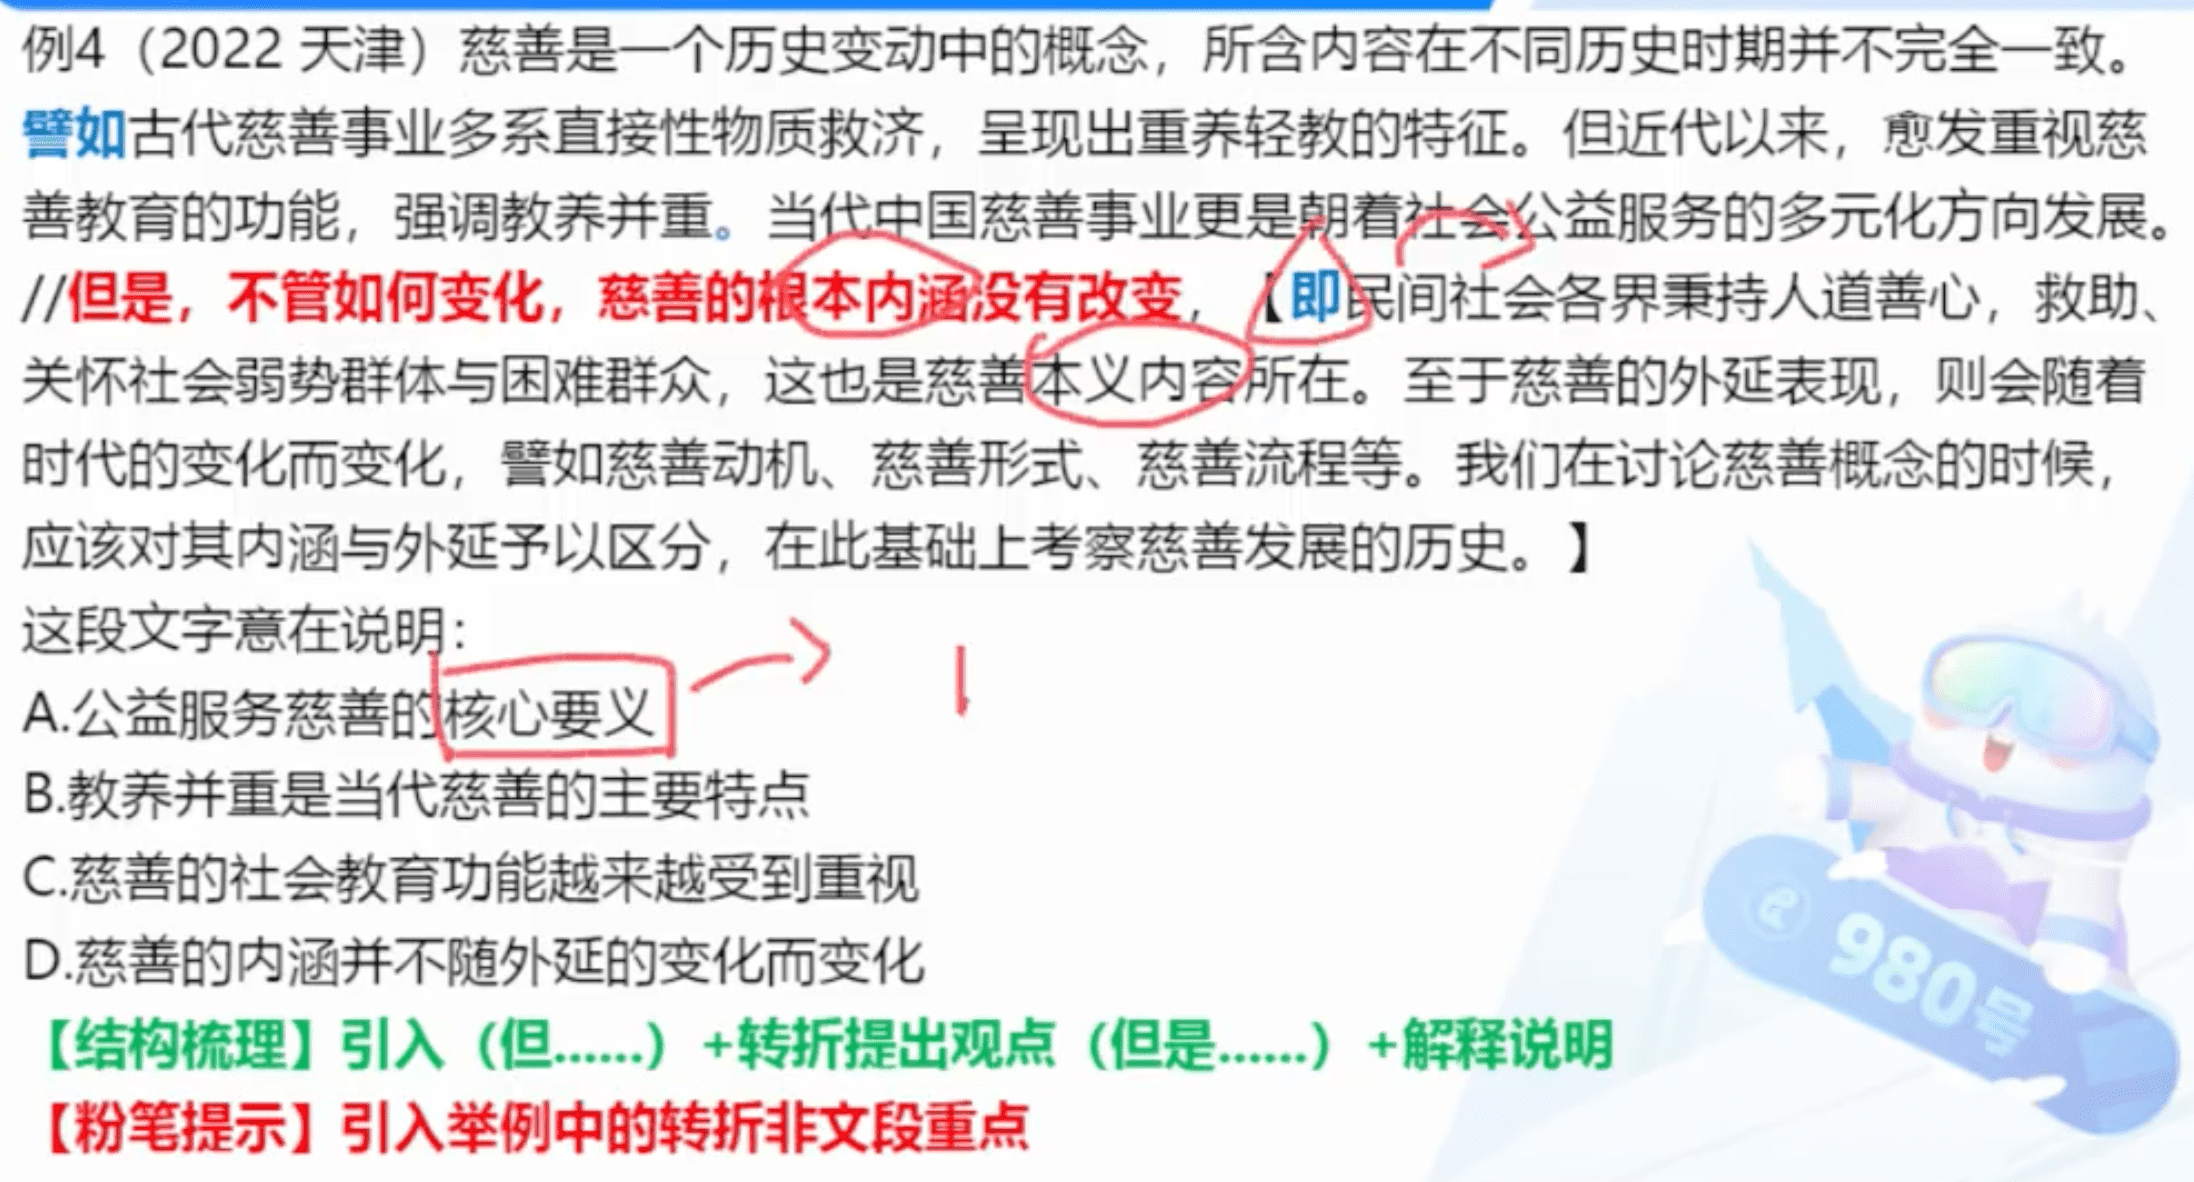 例4（2022 天津）慈善是一个历史变动中的概念，所含内容在不同历史时期并不完全一致。
譬如古代慈善事业多系直接性物质救济，呈现出重养轻教的特征。但近代以来，愈发重视慈
善教育的功能，强调教养并重。当代中国慈善事业更是朝着社会公益服务的多元化方向发展。
//但是，不管如何变化，慈善的根本内涵没有改变，【即民间社会各界秉持人道善心，救助、
关怀社会弱势群体与困难群众，这也是慈善本义内容所在。至于慈善的外延表现，则会随着
时代的变化而变化，譬如慈善动机、慈善形式、慈善流程等。我们在讨论慈善概念的时候，
应该对其内涵与外延予以区分，在此基础上考察慈善发展的历史。】
这段文字意在说明：
A.公益服务慈善的核心要义
B.教养并重是当代慈善的主要特点
C.慈善的社会教育功能越来越受到重视
D.慈善的内涵并不随外延的变化而变化
980号
【结构梳理】引入（但......）+转折提出观点（但是......）+解释说明
【粉笔提示】引入举例中的转折非文段重点